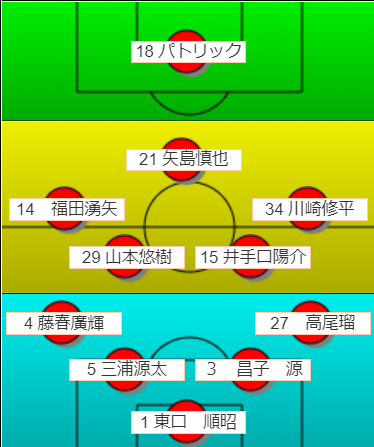 18 パトリック
21 矢島慎也
14　福田湧矢
34 川崎修平
29 山本悠樹
15 井手口陽介
4 藤春廣輝
27　高尾瑠
5 三浦源太
3　昌子　源
1 東口　順昭